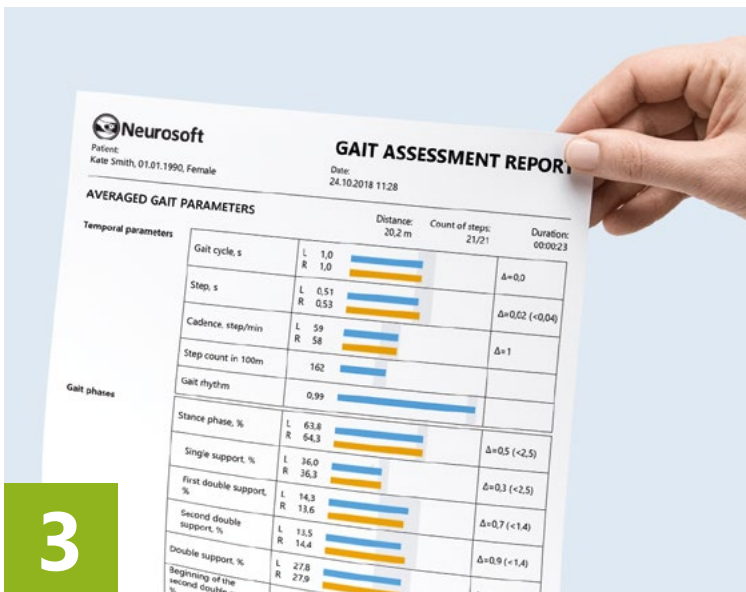 Neurosoft
GAIT ASSESSMENT REPORT
Patient:
Kate Smith, 01.01.1990, Female
Date:
24.10.2018 11:28
AVERAGED GAIT PARAMETERS
Distance:
20,2 m
Count of steps:
21/21
Duration:
00:00:23
Temporal parameters
Gait cycle, s
L 1,0
R 1,0
Δ=0,0
Step, s
L 0,51
R 0,53
Δ=0,02 (<0,04)
Cadence, step/min
L 59
R 58
Δ=1
Step count in 100m
162
Gait rhythm
0,99
Gait phases
Stance phase, %
L 63,8
R 64,3
Δ=0,5 (<2,5)
Single support, %
L 36,0
R 36,3
Δ=0,3 (<2,5)
First double support,
%
L 14,3
R 13,6
Δ=0,7 (<1,4)
Second double
support, %
L 13,5
R 14,4
Δ=0,9 (<1,4)
Double support, %
L 27,8
R 27,9
Beginning of the
second double
%
3